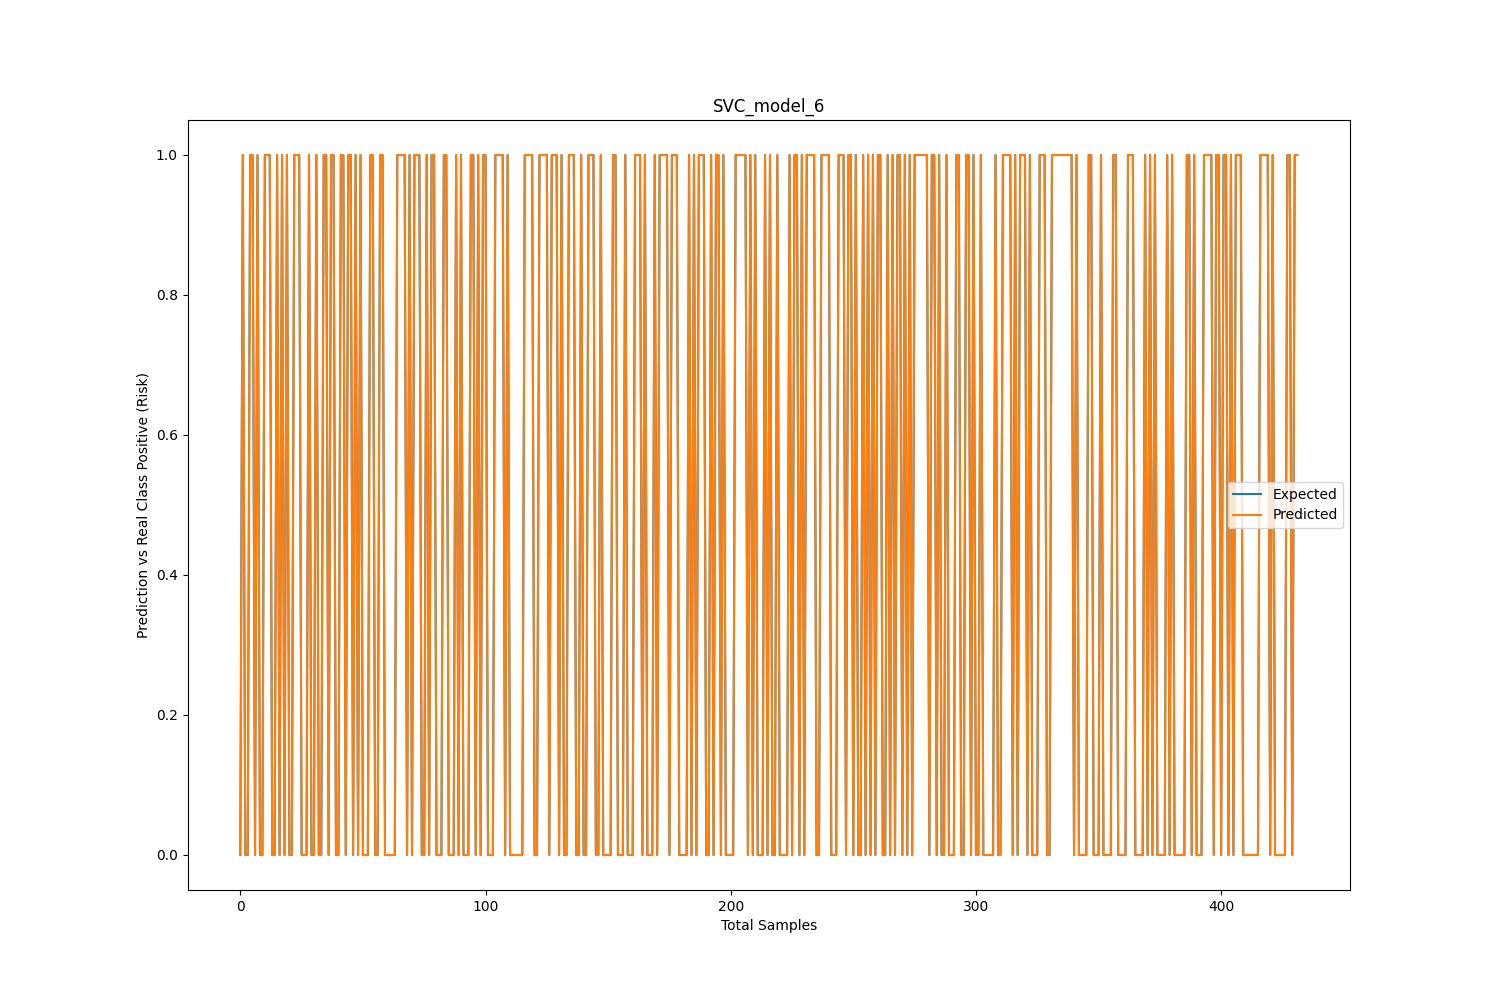 SVC_model_6
1.0
0.8
0.6
0.4
0.2
0.0
Prediction vs Real Class Positive (Risk)
Expected
Predicted
0 100 200 300 400
Total Samples